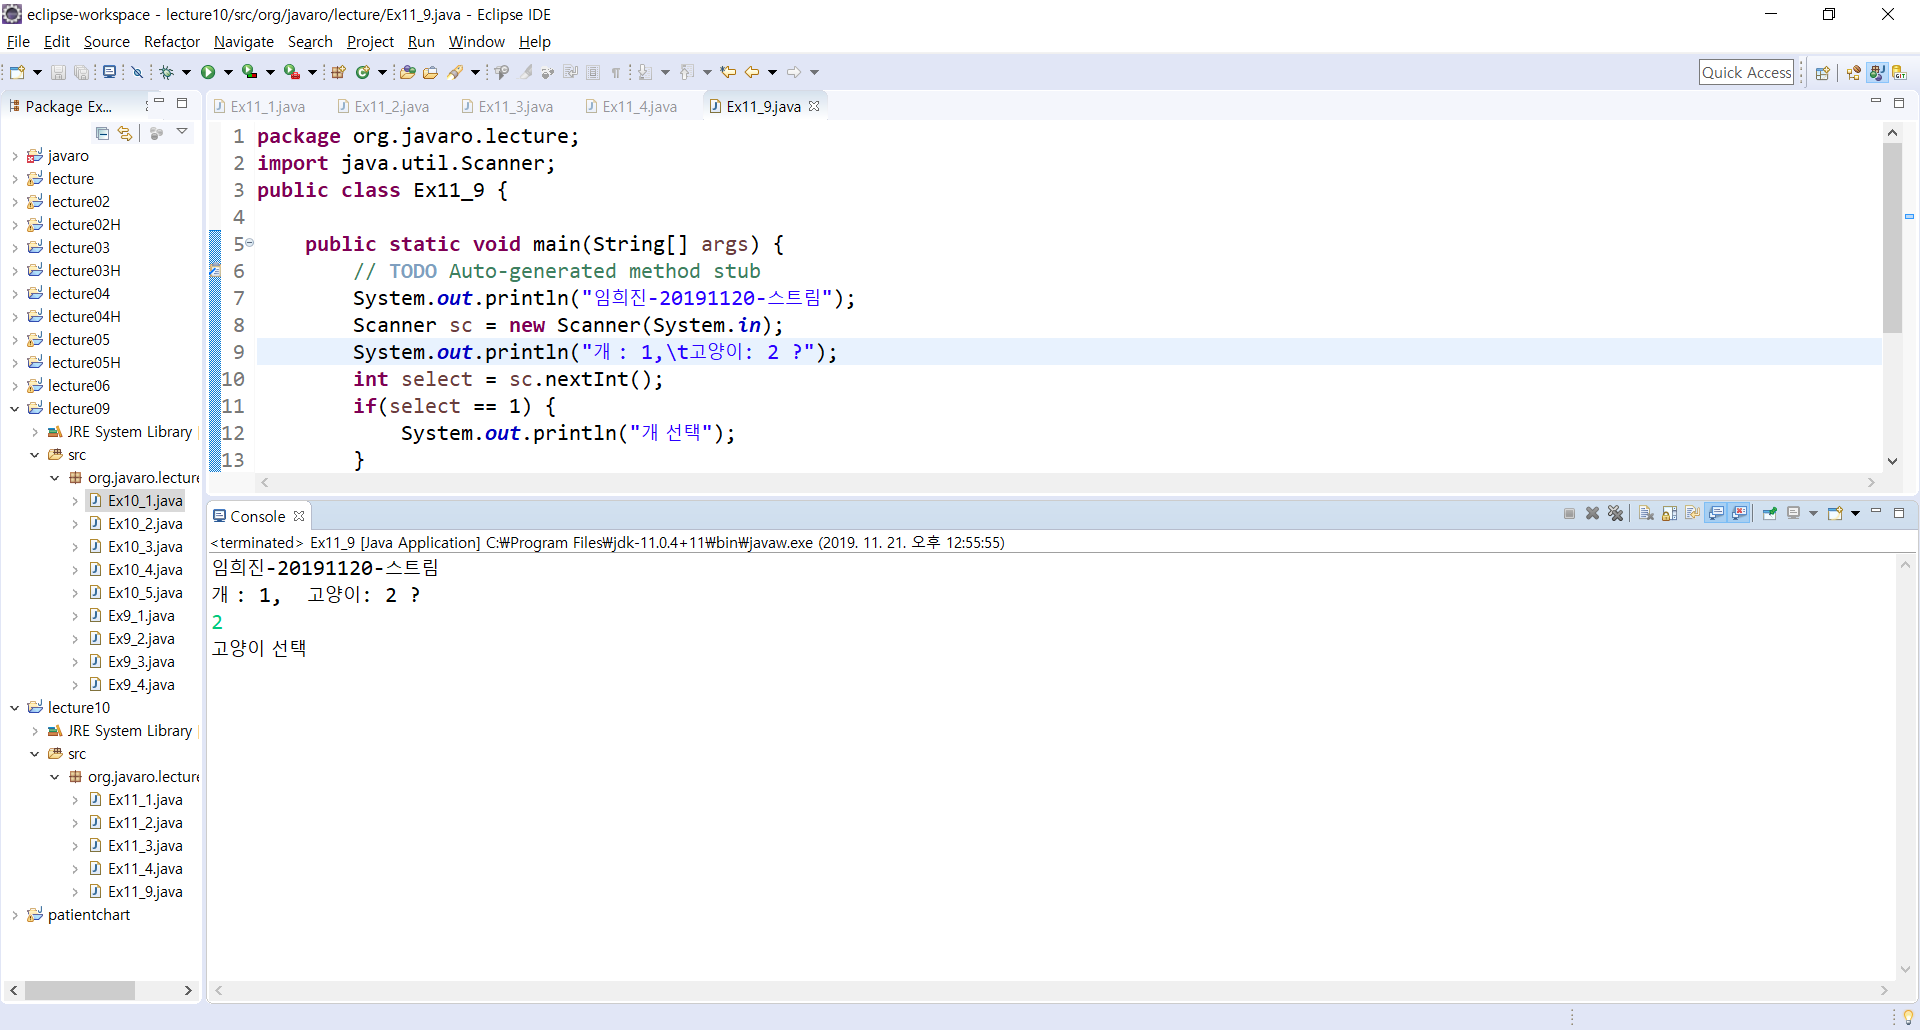 eclipse-workspace - lecture10/src/org/javaro/lecture/Ex11_9.java - Eclipse IDE
File Edit Source Refactor Navigate Search Project Run Window Help
Quick Access
Package Ex...
javaro
lecture
lecture02
lecture02H
lecture03
lecture03H
lecture04
lecture04H
lecture05
lecture05H
lecture06
lecture09
JRE System Library
src
org.javaro.lecture
Ex10_1.java
Ex10_2.java
Ex10_3.java
Ex10_4.java
Ex10_5.java
Ex9_1.java
Ex9_2.java
Ex9_3.java
Ex9_4.java
lecture10
JRE System Library
src
org.javaro.lecture
Ex11_1.java
Ex11_2.java
Ex11_3.java
Ex11_4.java
Ex11_9.java
patientchart
Ex11_1.java Ex11_2.java Ex11_3.java Ex11_4.java Ex11_9.java
1 package org.javaro.lecture;
2 import java.util.Scanner;
3 public class Ex11_9 {
4
5 public static void main(String[] args) {
6 // TODO Auto-generated method stub
7 System.out.println("임희진-20191120-스트림");
8 Scanner sc = new Scanner(System.in);
9 System.out.println("개 : 1,\t고양이: 2 ?");
10 int select = sc.nextInt();
11 if(select == 1) {
12 System.out.println("개 선택");
13 }
Console
<terminated> Ex11_9 [Java Application] C:₩Program Files₩jdk-11.0.4+11₩bin₩javaw.exe (2019. 11. 21. 오후 12:55:55)
임희진-20191120-스트림
개 : 1, 고양이: 2 ?
2
고양이 선택